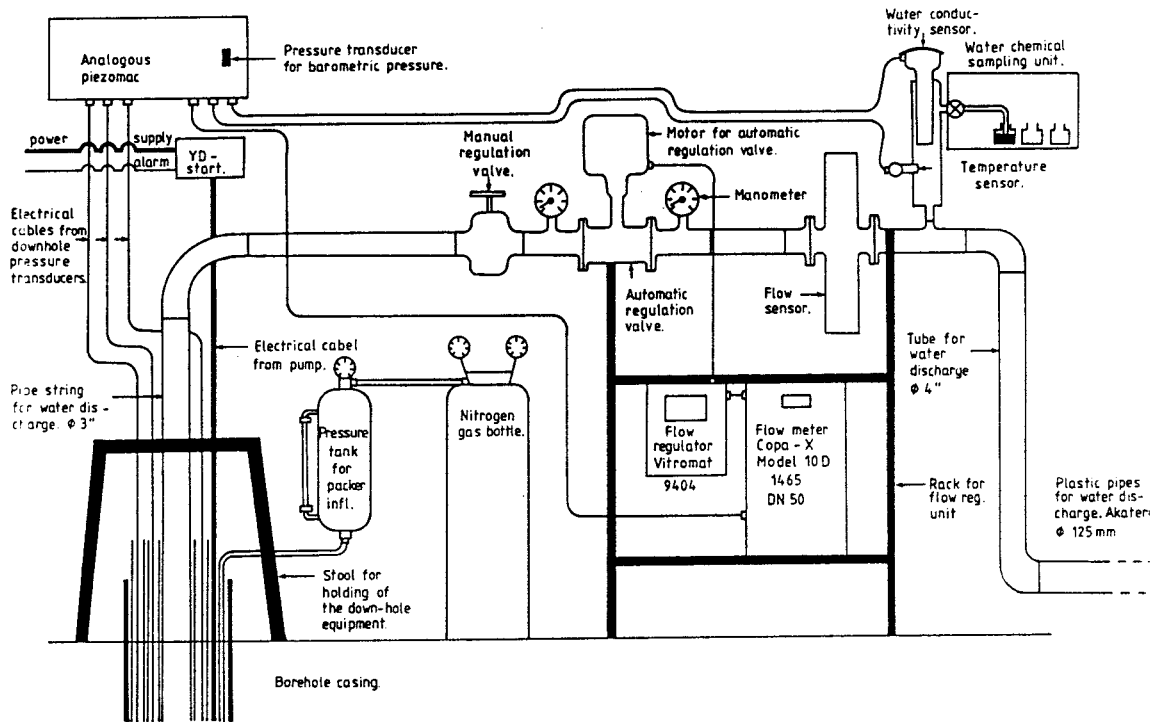 Water conduc-
tivity sensor.
Water chemical
sampling unit.
Pressure transducer
for barometric pressure.
Analogous
piezomac
power
supply
alarm
YD-
start.
Manual
regulation
valve.
Motor for automatic
regulation valve.
Manometer
Temperature
sensor.
Electrical
cables from
downhole
pressure
transducers.
Automatic
regulation
valve.
Flow
sensor.
Electrical cabel
from pump.
Tube for
water
discharge
ϕ 4"
Pipe string
for water dis-
charge. ϕ 3"
Pressure
tank
for
packer
infl.
Nitrogen
gas bottle.
Flow
regulator
Vitromat
9404
Flow meter
Copa - X
Model 10D
1465
DN 50
Rack for
flow reg.
unit
Plastic pipes
for water dis-
charge. Akatere
ϕ 125 mm
Stool for
holding of
the down-hole
equipment.
Borehole casing.